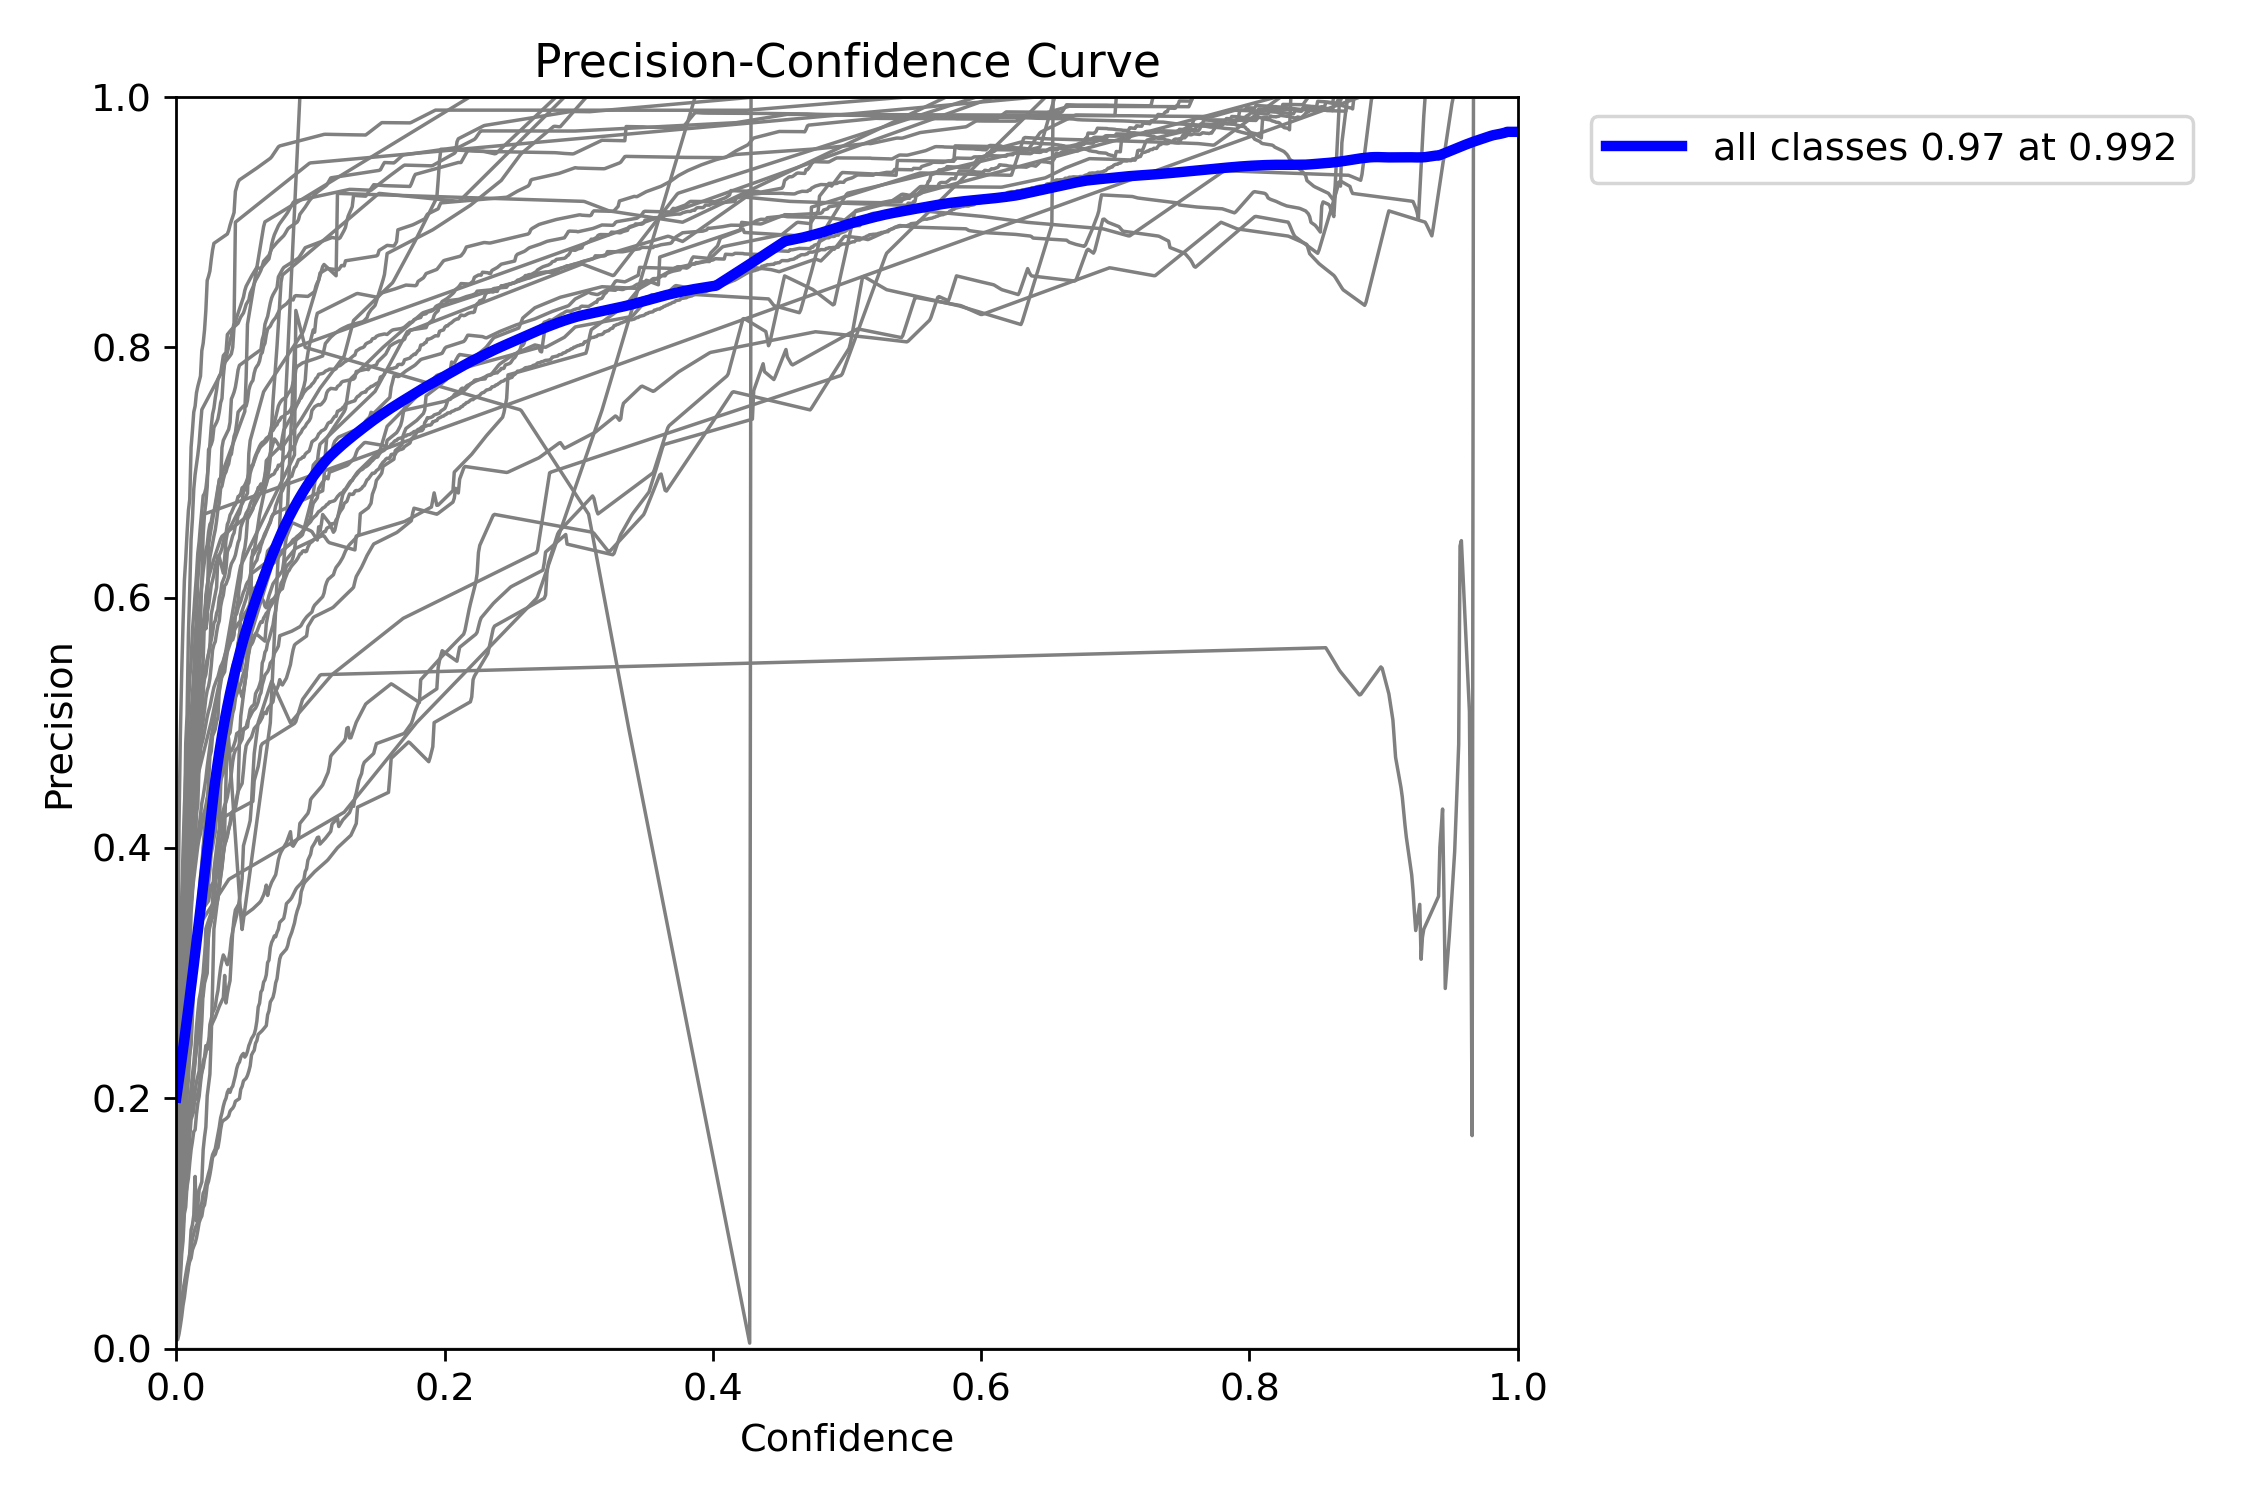 Precision-Confidence Curve
all classes 0.97 at 0.992
Precision
1.0
0.8
0.6
0.4
0.2
0.0
0.0 0.2 0.4 0.6 0.8 1.0
Confidence